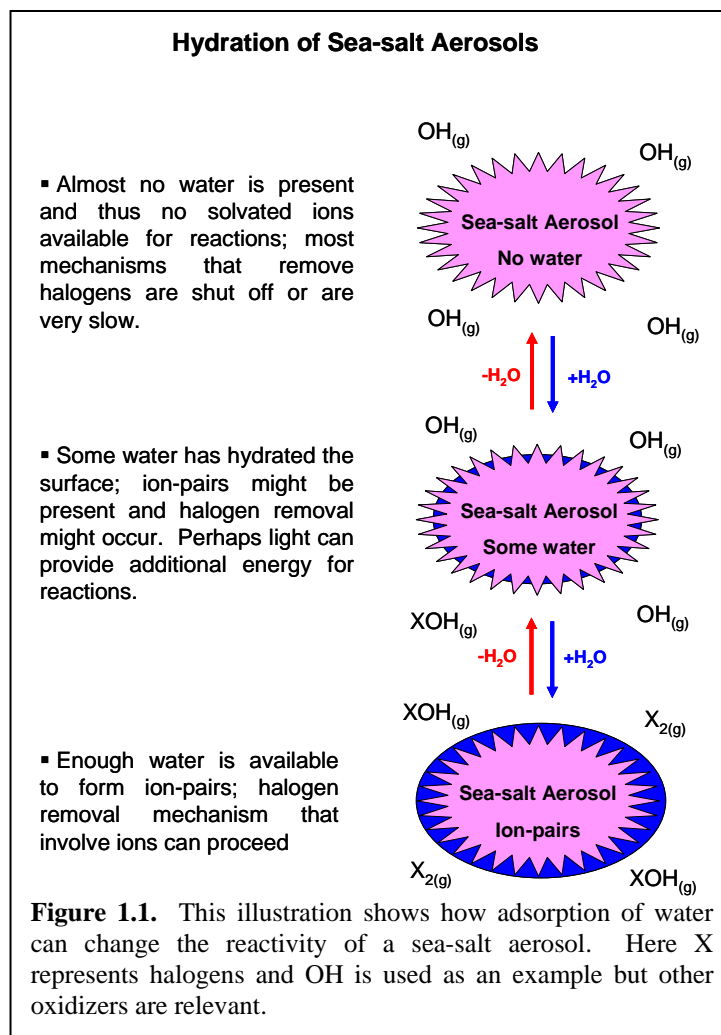 Hydration of Sea-salt Aerosols
OH(g)
OH(g)
▪ Almost no water is present
and thus no solvated ions
available for reactions; most
mechanisms that remove
halogens are shut off or are
very slow.
Sea-salt Aerosol
No water
OH(g)
OH(g)
-H₂O
+H₂O
OH(g)
OH(g)
▪ Some water has hydrated the
surface; ion-pairs might be
present and halogen removal
might occur. Perhaps light can
provide additional energy for
reactions.
Sea-salt Aerosol
Some water
XOH(g)
OH(g)
-H₂O
+H₂O
XOH(g)
X₂(g)
▪ Enough water is available
to form ion-pairs; halogen
removal mechanism that
involve ions can proceed
Sea-salt Aerosol
Ion-pairs
X₂(g)
XOH(g)
Figure 1.1. This illustration shows how adsorption of water
can change the reactivity of a sea-salt aerosol. Here X
represents halogens and OH is used as an example but other
oxidizers are relevant.